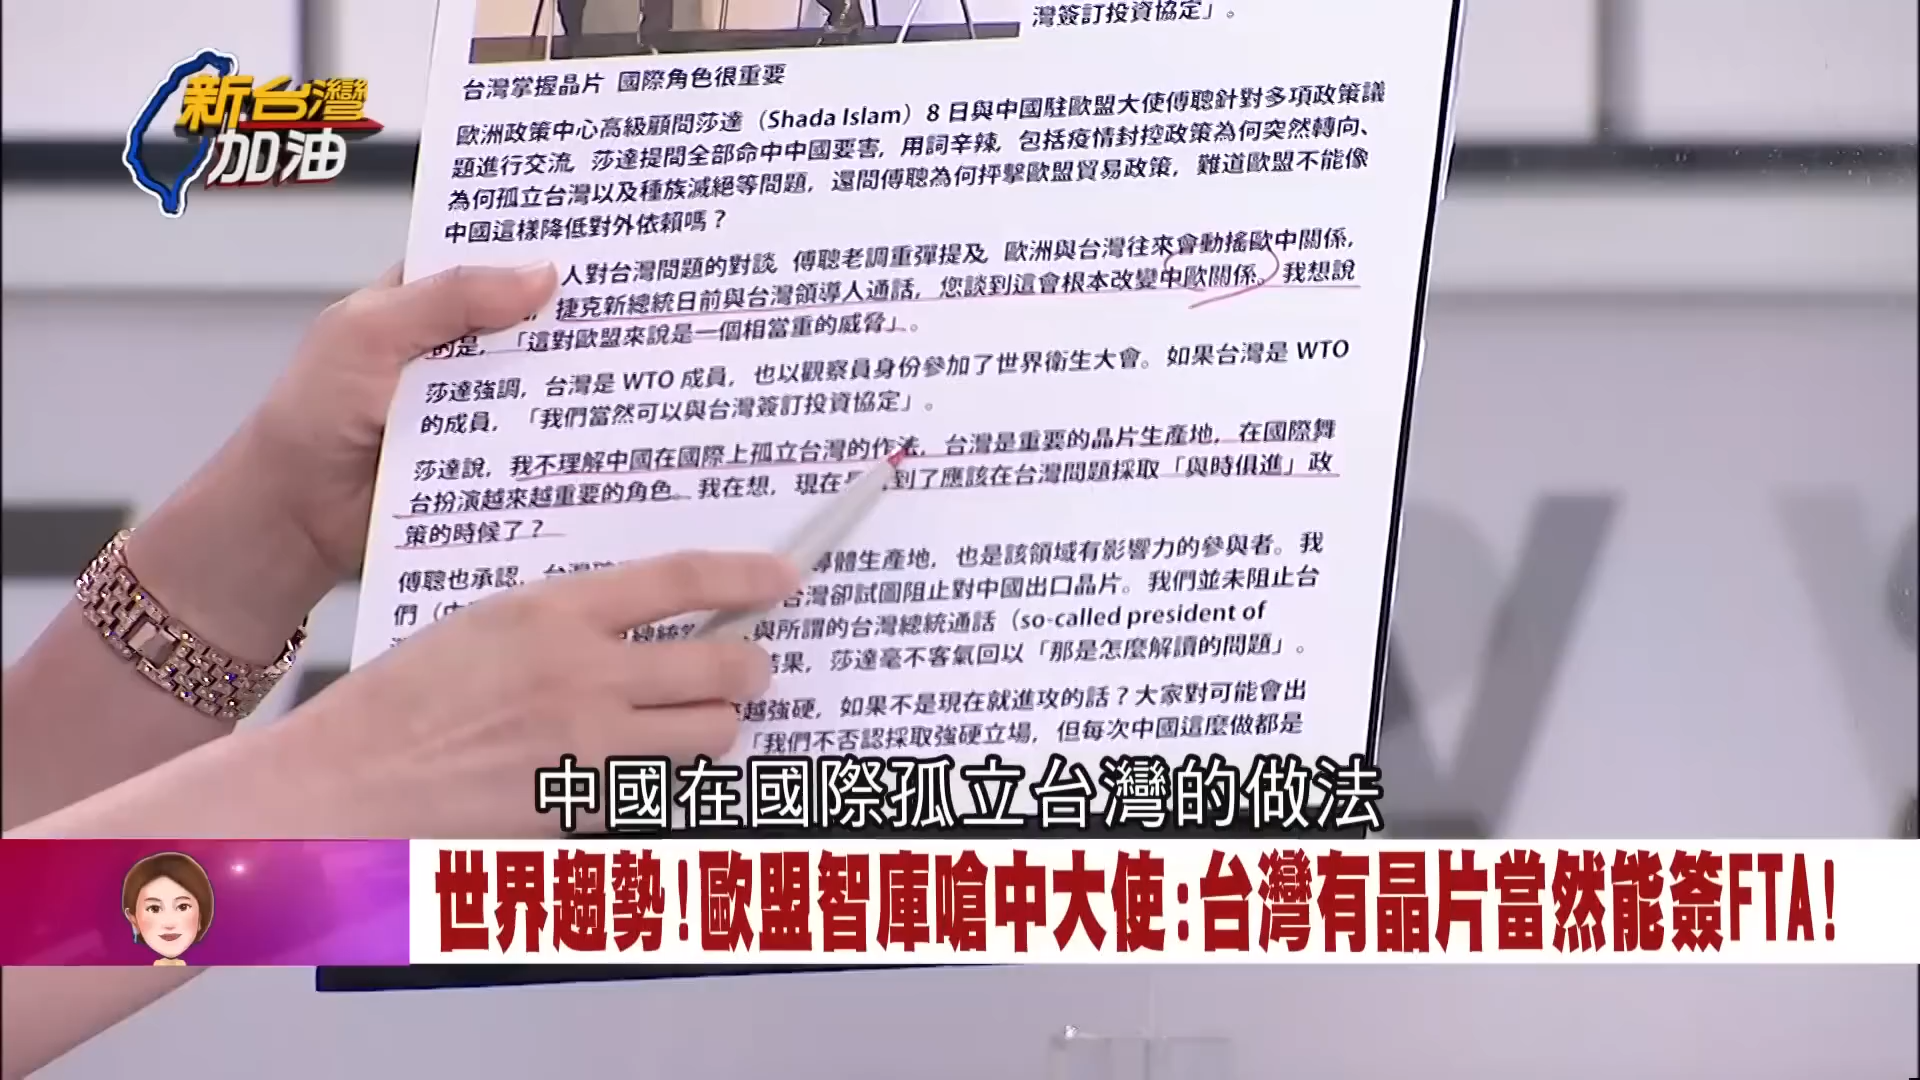 新台灣
加油
灣簽訂投資協定」。
台灣掌握晶片 國際角色很重要
歐洲政策中心高級顧問莎達（Shada Islam）8 日與中國駐歐盟大使傅聰針對多項政策議
題進行交流, 莎達提問全部命中中國要害, 用詞辛辣, 包括疫情封控政策為何突然轉向、
為何孤立台灣以及種族滅絕等問題, 還問傅聰為何抨擊歐盟貿易政策, 難道歐盟不能像
中國這樣降低對外依賴嗎？
人對台灣問題的對談, 傅聰老調重彈提及, 歐洲與台灣往來會動搖歐中關係,
捷克新總統日前與台灣領導人通話, 您談到這會根本改變中歐關係。我想說
的是, 「這對歐盟來說是一個相當重的威脅」。
莎達強調, 台灣是 WTO 成員, 也以觀察員身份參加了世界衛生大會。如果台灣是 WTO
的成員, 「我們當然可以與台灣簽訂投資協定」。
莎達說, 我不理解中國在國際上孤立台灣的作法, 台灣是重要的晶片生產地, 在國際舞
台扮演越來越重要的角色。我在想, 現在是 到了應該在台灣問題採取「與時俱進」政
策的時候了？
傅聰也承認, 台灣 導體生產地, 也是該領域有影響力的參與者。我
們（ 台灣卻試圖阻止對中國出口晶片。我們並未阻止台
總統 與所謂的台灣總統通話（so-called president of
結果, 莎達毫不客氣回以「那是怎麼解讀的問題」。
越強硬, 如果不是現在就進攻的話？大家對可能會出
「我們不否認採取強硬立場, 但每次中國這麼做都是
中國在國際孤立台灣的做法
世界趨勢!歐盟智庫嗆中大使:台灣有晶片當然能簽FTA!